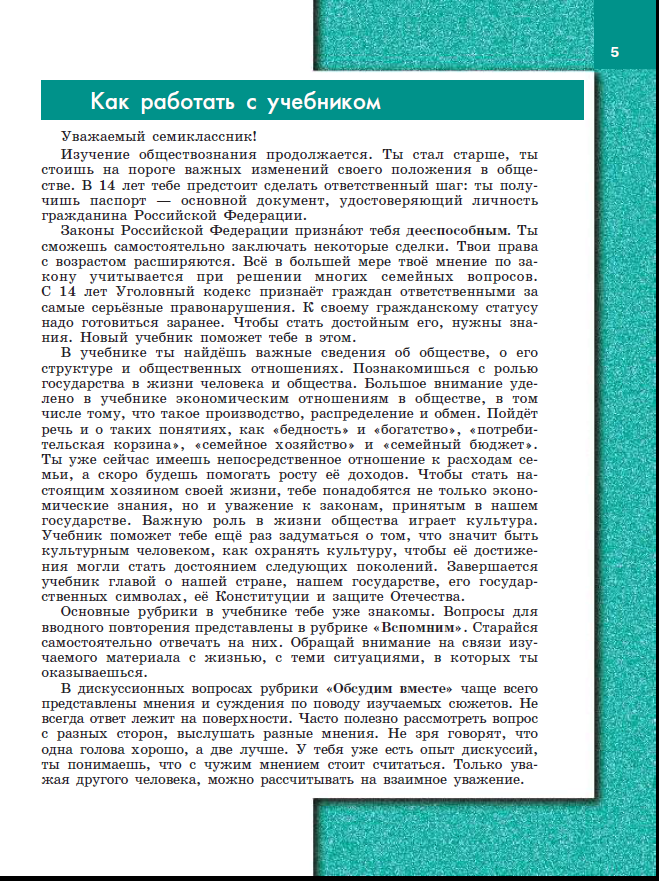 5
Как работать с учебником
Уважаемый семиклассник!
Изучение обществознания продолжается. Ты стал старше, ты
стоишь на пороге важных изменений своего положения в обще-
стве. В 14 лет тебе предстоит сделать ответственный шаг: ты полу-
чишь паспорт — основной документ, удостоверяющий личность
гражданина Российской Федерации.
Законы Российской Федерации признáют тебя дееспособным. Ты
сможешь самостоятельно заключать некоторые сделки. Твои права
с возрастом расширяются. Всё в большей мере твоё мнение по за-
кону учитывается при решении многих семейных вопросов.
С 14 лет Уголовный кодекс признаёт граждан ответственными за
самые серьёзные правонарушения. К своему гражданскому статусу
надо готовиться заранее. Чтобы стать достойным его, нужны зна-
ния. Новый учебник поможет тебе в этом.
В учебнике ты найдёшь важные сведения об обществе, о его
структуре и общественных отношениях. Познакомишься с ролью
государства в жизни человека и общества. Большое внимание уде-
лено в учебнике экономическим отношениям в обществе, в том
числе тому, что такое производство, распределение и обмен. Пойдёт
речь и о таких понятиях, как «бедность» и «богатство», «потреби-
тельская корзина», «семейное хозяйство» и «семейный бюджет».
Ты уже сейчас имеешь непосредственное отношение к расходам се-
мьи, а скоро будешь помогать росту её доходов. Чтобы стать на-
стоящим хозяином своей жизни, тебе понадобятся не только эконо-
мические знания, но и уважение к законам, принятым в нашем
государстве. Важную роль в жизни общества играет культура.
Учебник поможет тебе ещё раз задуматься о том, что значит быть
культурным человеком, как охранять культуру, чтобы её достиже-
ния могли стать достоянием следующих поколений. Завершается
учебник главой о нашей стране, нашем государстве, его государ-
ственных символах, её Конституции и защите Отечества.
Основные рубрики в учебнике тебе уже знакомы. Вопросы для
вводного повторения представлены в рубрике «Вспомним». Старайся
самостоятельно отвечать на них. Обращай внимание на связи изу-
чаемого материала с жизнью, с теми ситуациями, в которых ты
оказываешься.
В дискуссионных вопросах рубрики «Обсудим вместе» чаще всего
представлены мнения и суждения по поводу изучаемых сюжетов. Не
всегда ответ лежит на поверхности. Часто полезно рассмотреть вопрос
с разных сторон, выслушать разные мнения. Не зря говорят, что
одна голова хорошо, а две лучше. У тебя уже есть опыт дискуссий,
ты понимаешь, что с чужим мнением стоит считаться. Только ува-
жая другого человека, можно рассчитывать на взаимное уважение.